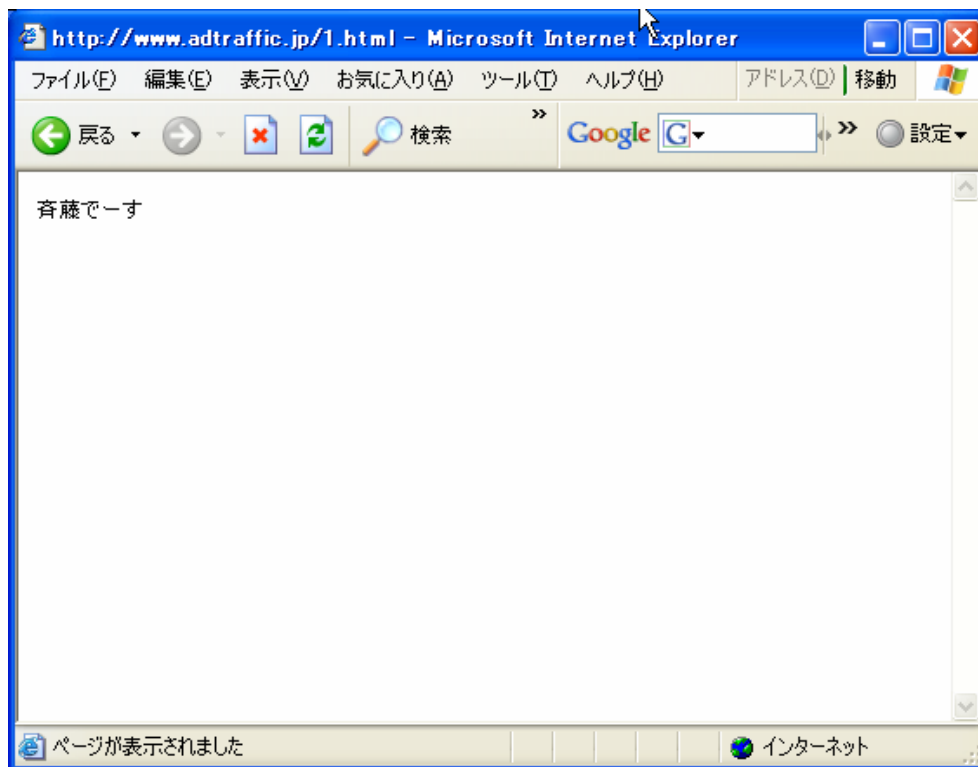 http://www.adtraffic.jp/1.html - Microsoft Internet Explorer
ファイル(F) 編集(E) 表示(V) お気に入り(A) ツール(T) ヘルプ(H) アドレス(D) 移動
戻る 検索 » Google G » 設定
斉藤でーす
ページが表示されました インターネット